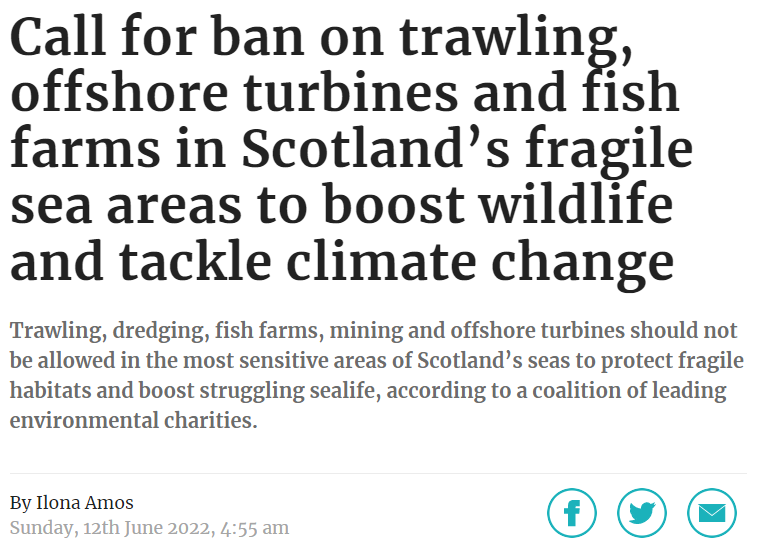 Call for ban on trawling,
offshore turbines and fish
farms in Scotland’s fragile
sea areas to boost wildlife
and tackle climate change
Trawling, dredging, fish farms, mining and offshore turbines should not
be allowed in the most sensitive areas of Scotland’s seas to protect fragile
habitats and boost struggling sealife, according to a coalition of leading
environmental charities.
By Ilona Amos
Sunday, 12th June 2022, 4:55 am